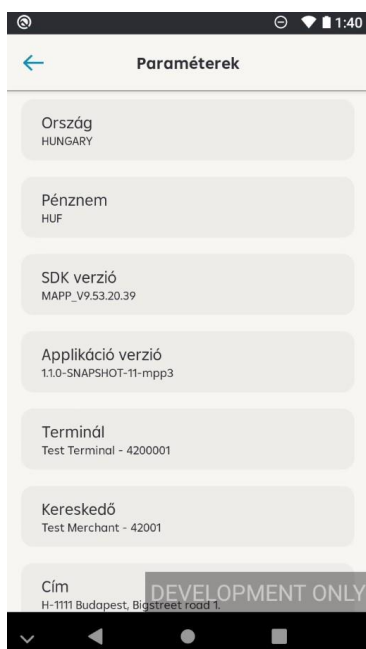 1:40
Paraméterek
Ország
HUNGARY
Pénznem
HUF
SDK verzió
MAPP_V9.53.20.39
Applikáció verzió
1.1.0-SNAPSHOT-11-mpp3
Terminál
Test Terminal - 4200001
Kereskedő
Test Merchant - 42001
Cím
H-1111 Budapest, Bigstreet road 1.
DEVELOPMENT ONLY